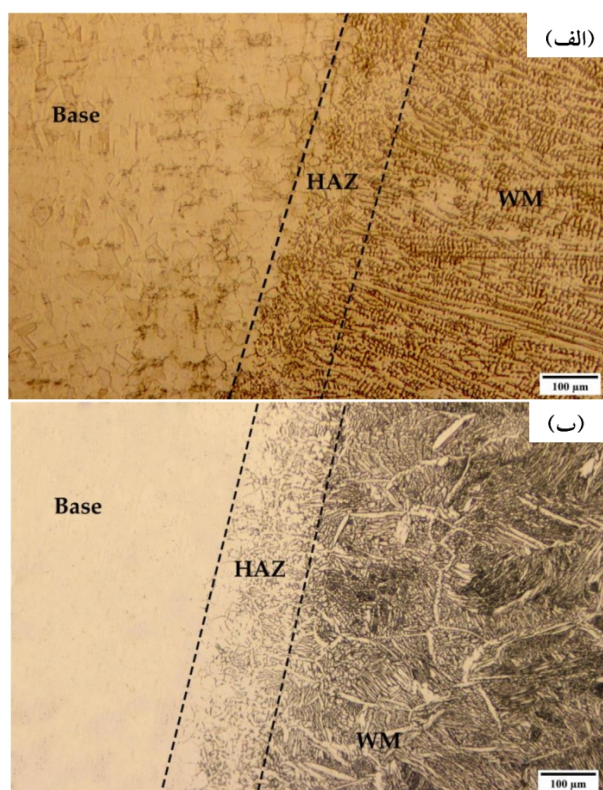 (الف)
Base
HAZ
WM
100 µm
(ب)
Base
HAZ
WM
100 µm